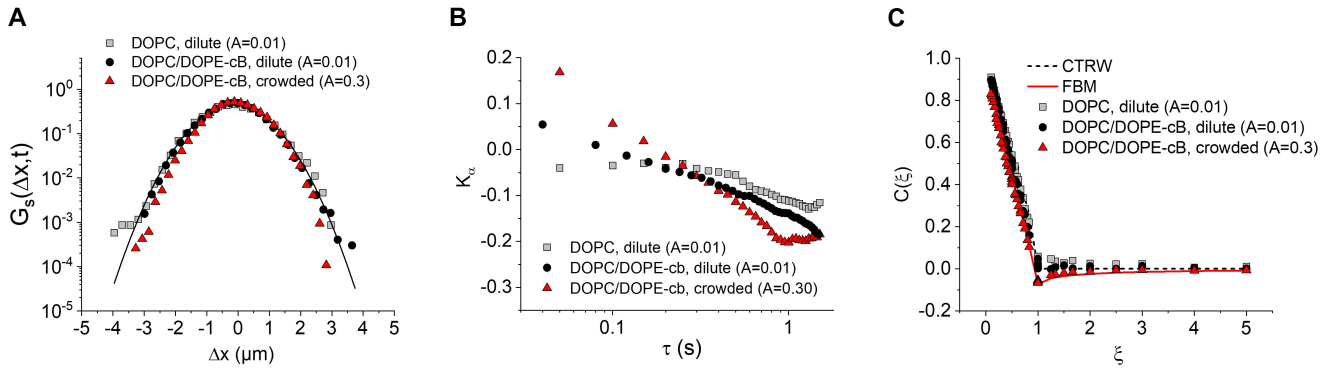 A
DOPC, dilute (A=0.01)
DOPC/DOPE-cB, dilute (A=0.01)
DOPC/DOPE-cB, crowded (A=0.3)
10^0
10^-1
10^-2
10^-3
10^-4
10^-5
G_s(Δx,t)
-5 -4 -3 -2 -1 0 1 2 3 4 5
Δx (µm)
B
0.2
0.1
0.0
-0.1
-0.2
-0.3
K_α
DOPC, dilute (A=0.01)
DOPC/DOPE-cb, dilute (A=0.01)
DOPC/DOPE-cb, crowded (A=0.30)
0.1 1
τ (s)
C
1.0
0.8
0.6
0.4
0.2
0.0
-0.2
C(ξ)
CTRW
FBM
DOPC, dilute (A=0.01)
DOPC/DOPE-cB, dilute (A=0.01)
DOPC/DOPE-cB, crowded (A=0.3)
0 1 2 3 4 5
ξ